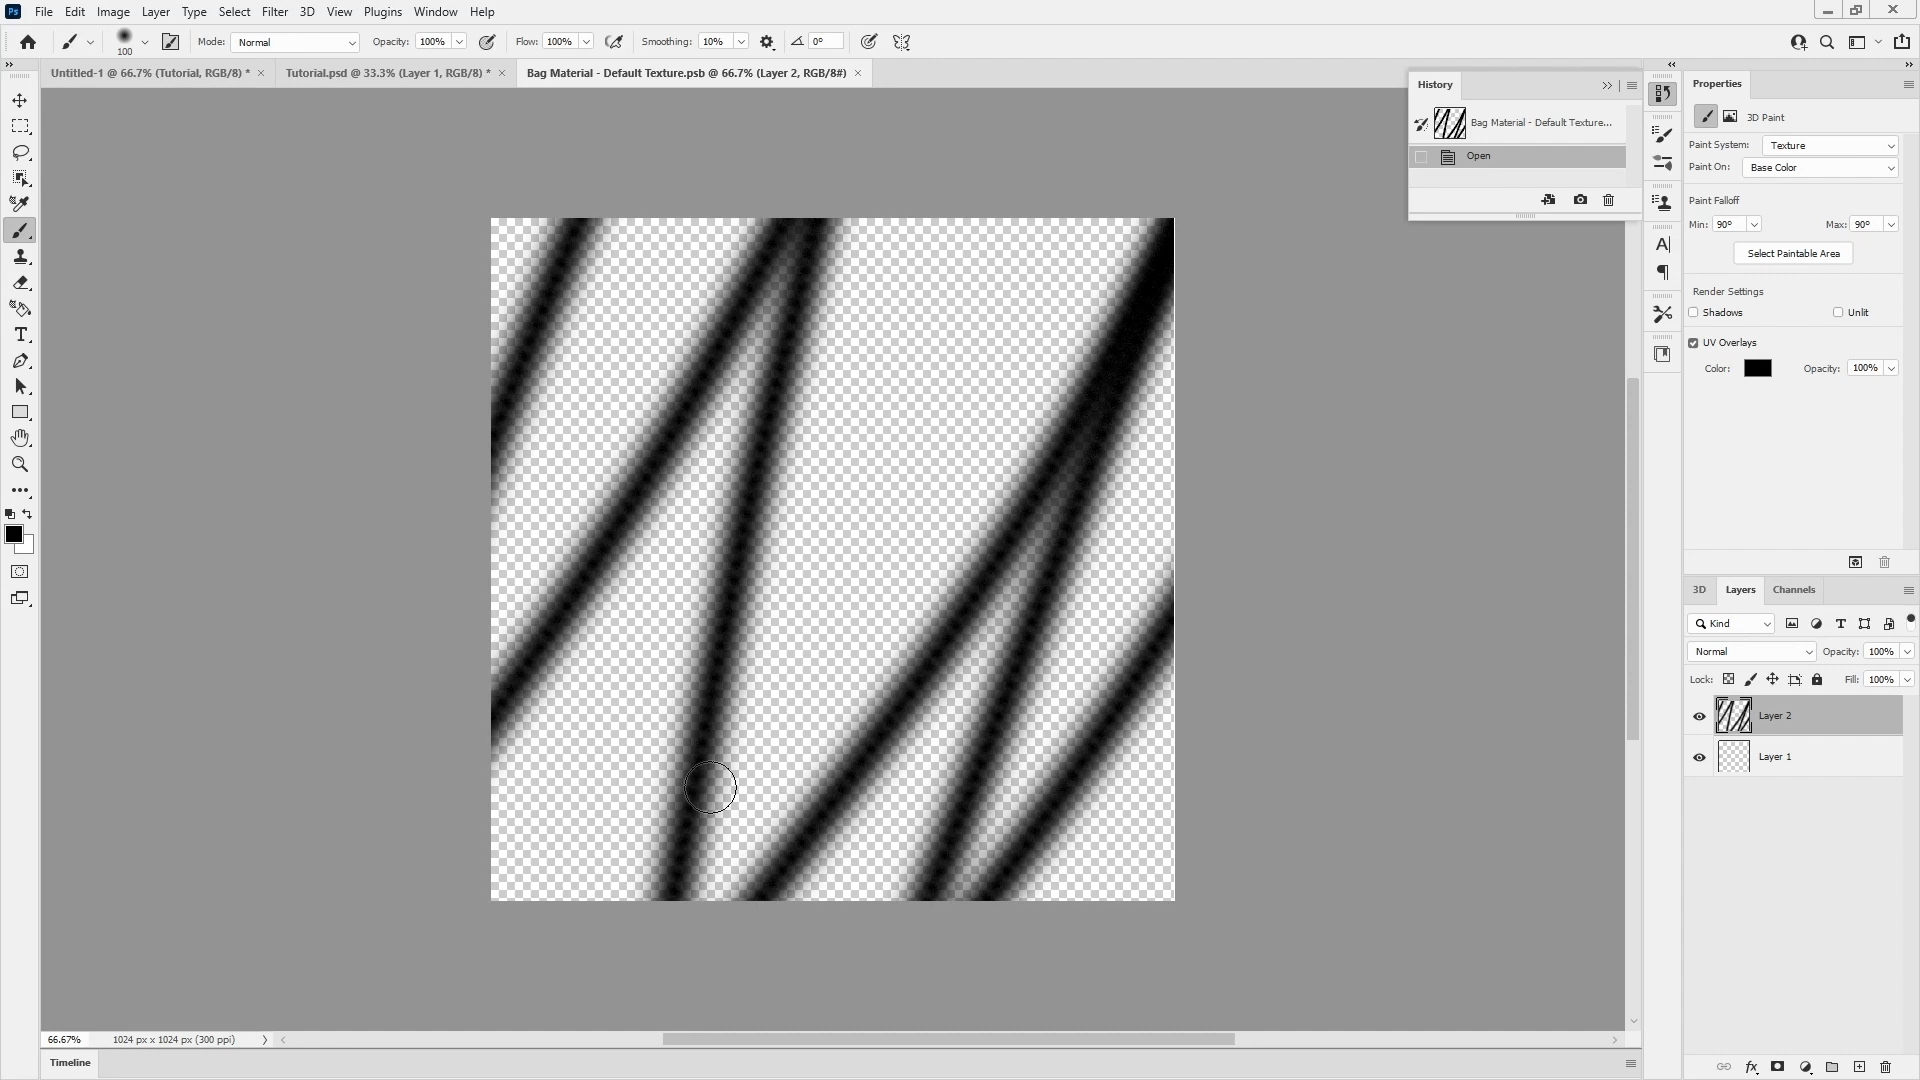 Ps File Edit Image Layer Type Select Filter 3D View Plugins Window Help
100 Mode: Normal Opacity: 100% Flow: 100% Smoothing: 10% 0°
Untitled-1 @ 66.7% (Tutorial, RGB/8) * Tutorial.psd @ 33.3% (Layer 1, RGB/8) * Bag Material - Default Texture.psb @ 66.7% (Layer 2, RGB/8#)
History
Bag Material - Default Texture...
Open
Properties
3D Paint
Paint System: Texture
Paint On: Base Color
Paint Falloff
Min: 90° Max: 90°
Select Paintable Area
Render Settings
Shadows Unlit
UV Overlays
Color: Opacity: 100%
3D Layers Channels
Kind
Normal Opacity: 100%
Lock: Fill: 100%
Layer 2
Layer 1
66.67% 1024 px x 1024 px (300 ppi)
Timeline